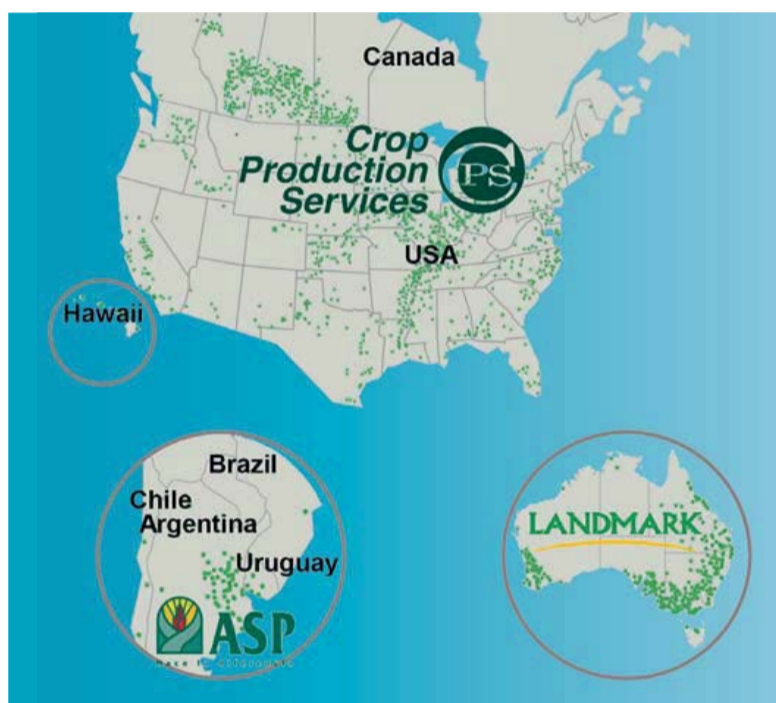 Canada
Crop
Production
Services
CPS
USA
Hawaii
Brazil
Chile
Argentina
Uruguay
ASP
LANDMARK